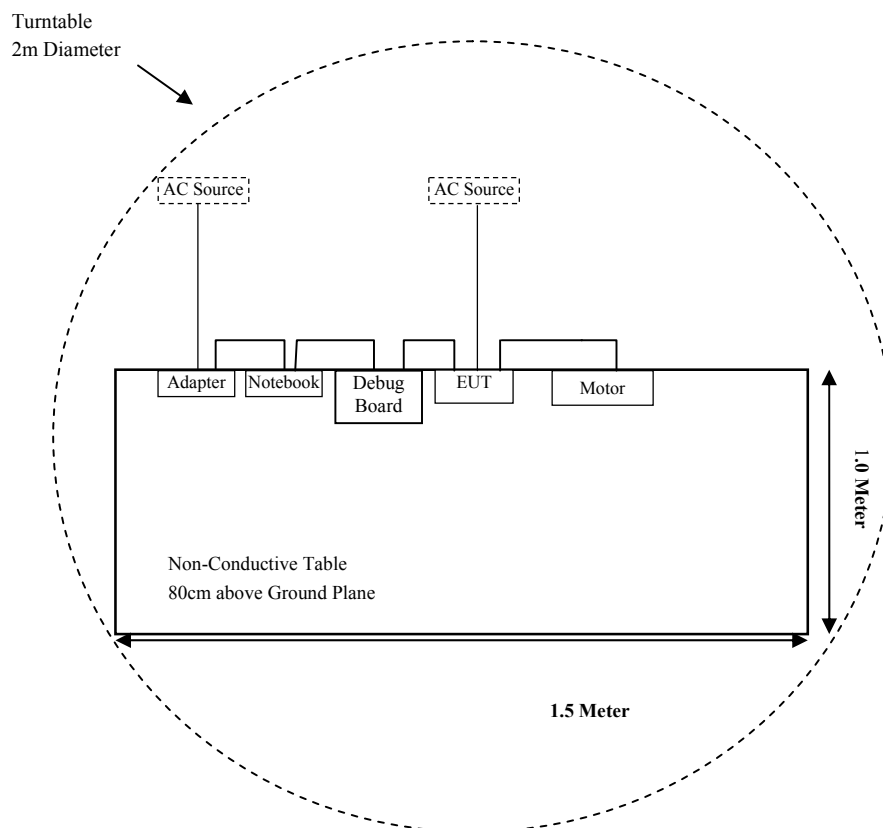 Turntable
2m Diameter
AC Source
AC Source
Adapter
Notebook
Debug
Board
EUT
Motor
1.0 Meter
Non-Conductive Table
80cm above Ground Plane
1.5 Meter